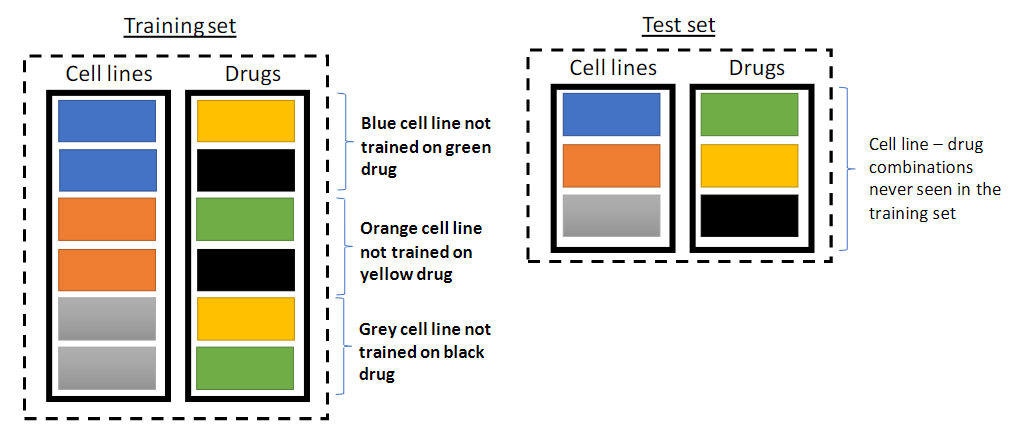 Training set
Cell lines
Drugs
Blue cell line not
trained on green
drug
Orange cell line
not trained on
yellow drug
Grey cell line not
trained on black
drug
Test set
Cell lines
Drugs
Cell line – drug
combinations
never seen in the
training set